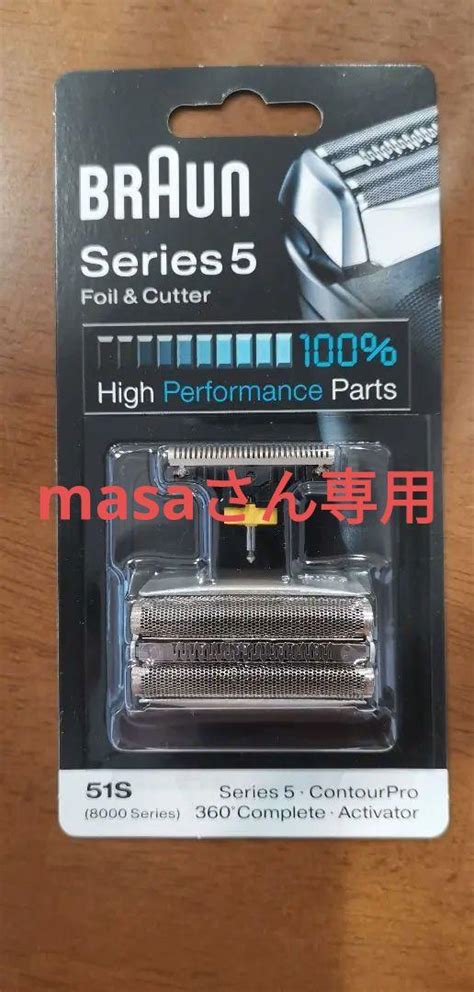 BRAUN
Series 5
Foil & Cutter
100%
High Performance Parts
masaさん専用
51S
(8000 Series)
Series 5 · ContourPro
360°Complete · Activator